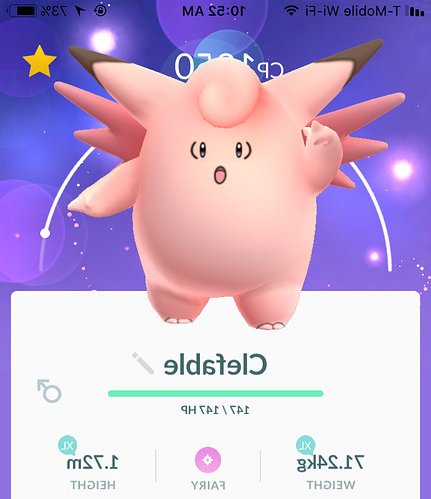 T-Mobile Wi-Fi 10:52 AM 73%
CP
Clefable
147 / 147 HP
XL XL
71.24kg 1.72m
WEIGHT FAIRY HEIGHT